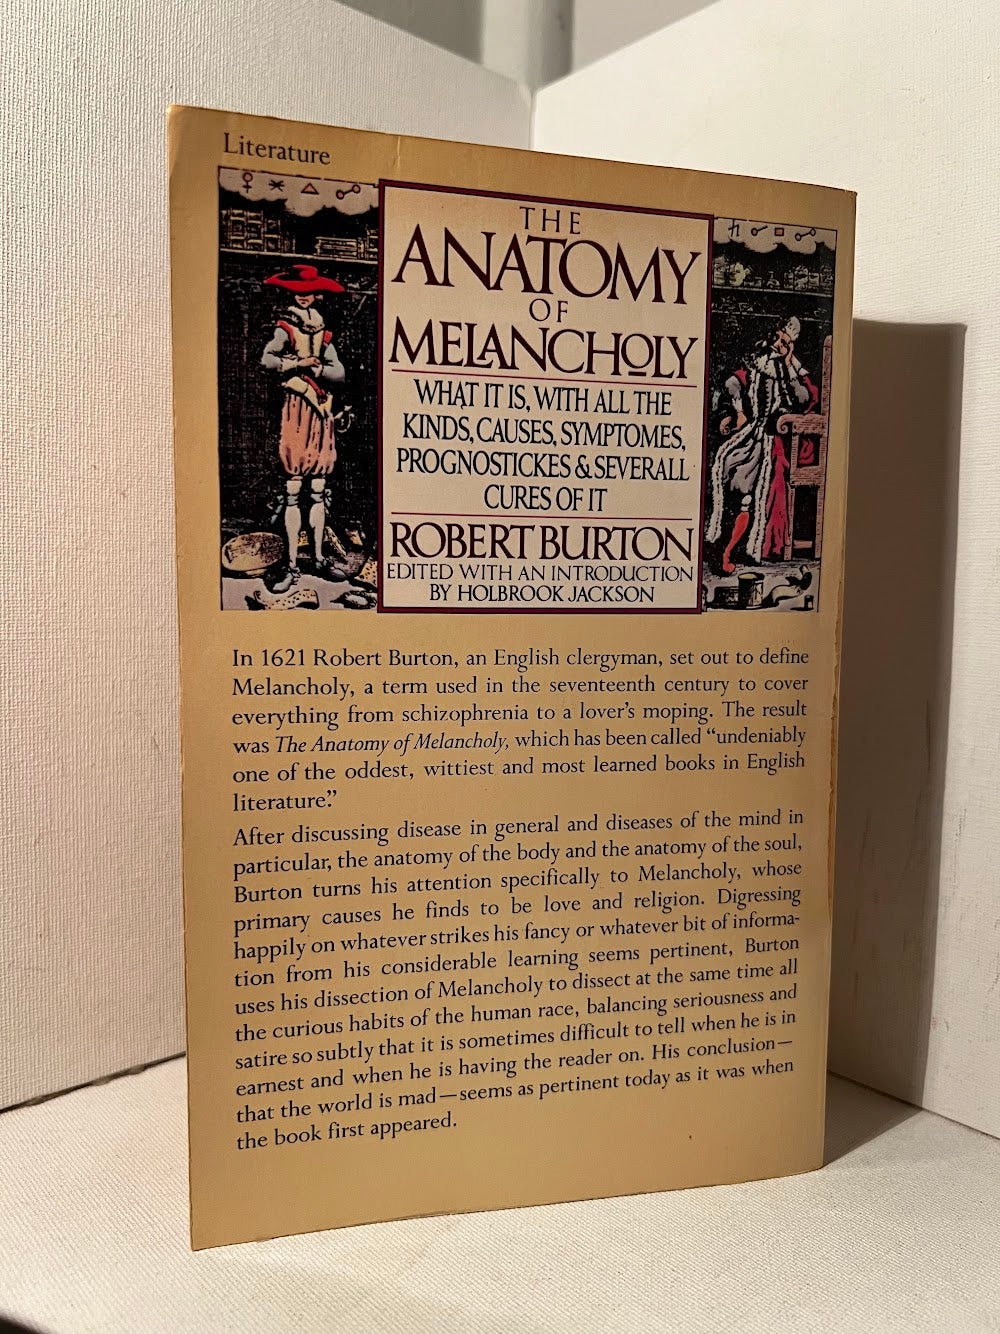 Literature
THE
ANATOMY
OF
MELANCHOLY
WHAT IT IS, WITH ALL THE
KINDS, CAUSES, SYMPTOMES,
PROGNOSTICKES & SEVERALL
CURES OF IT
ROBERT BURTON
EDITED WITH AN INTRODUCTION
BY HOLBROOK JACKSON
In 1621 Robert Burton, an English clergyman, set out to define
Melancholy, a term used in the seventeenth century to cover
everything from schizophrenia to a lover's moping. The result
was The Anatomy of Melancholy, which has been called “undeniably
one of the oddest, wittiest and most learned books in English
literature.”
After discussing disease in general and diseases of the mind in
particular, the anatomy of the body and the anatomy of the soul,
Burton turns his attention specifically to Melancholy, whose
primary causes he finds to be love and religion. Digressing
happily on whatever strikes his fancy or whatever bit of informa-
tion from his considerable learning seems pertinent, Burton
uses his dissection of Melancholy to dissect at the same time all
the curious habits of the human race, balancing seriousness and
satire so subtly that it is sometimes difficult to tell when he is in
earnest and when he is having the reader on. His conclusion—
that the world is mad—seems as pertinent today as it was when
the book first appeared.